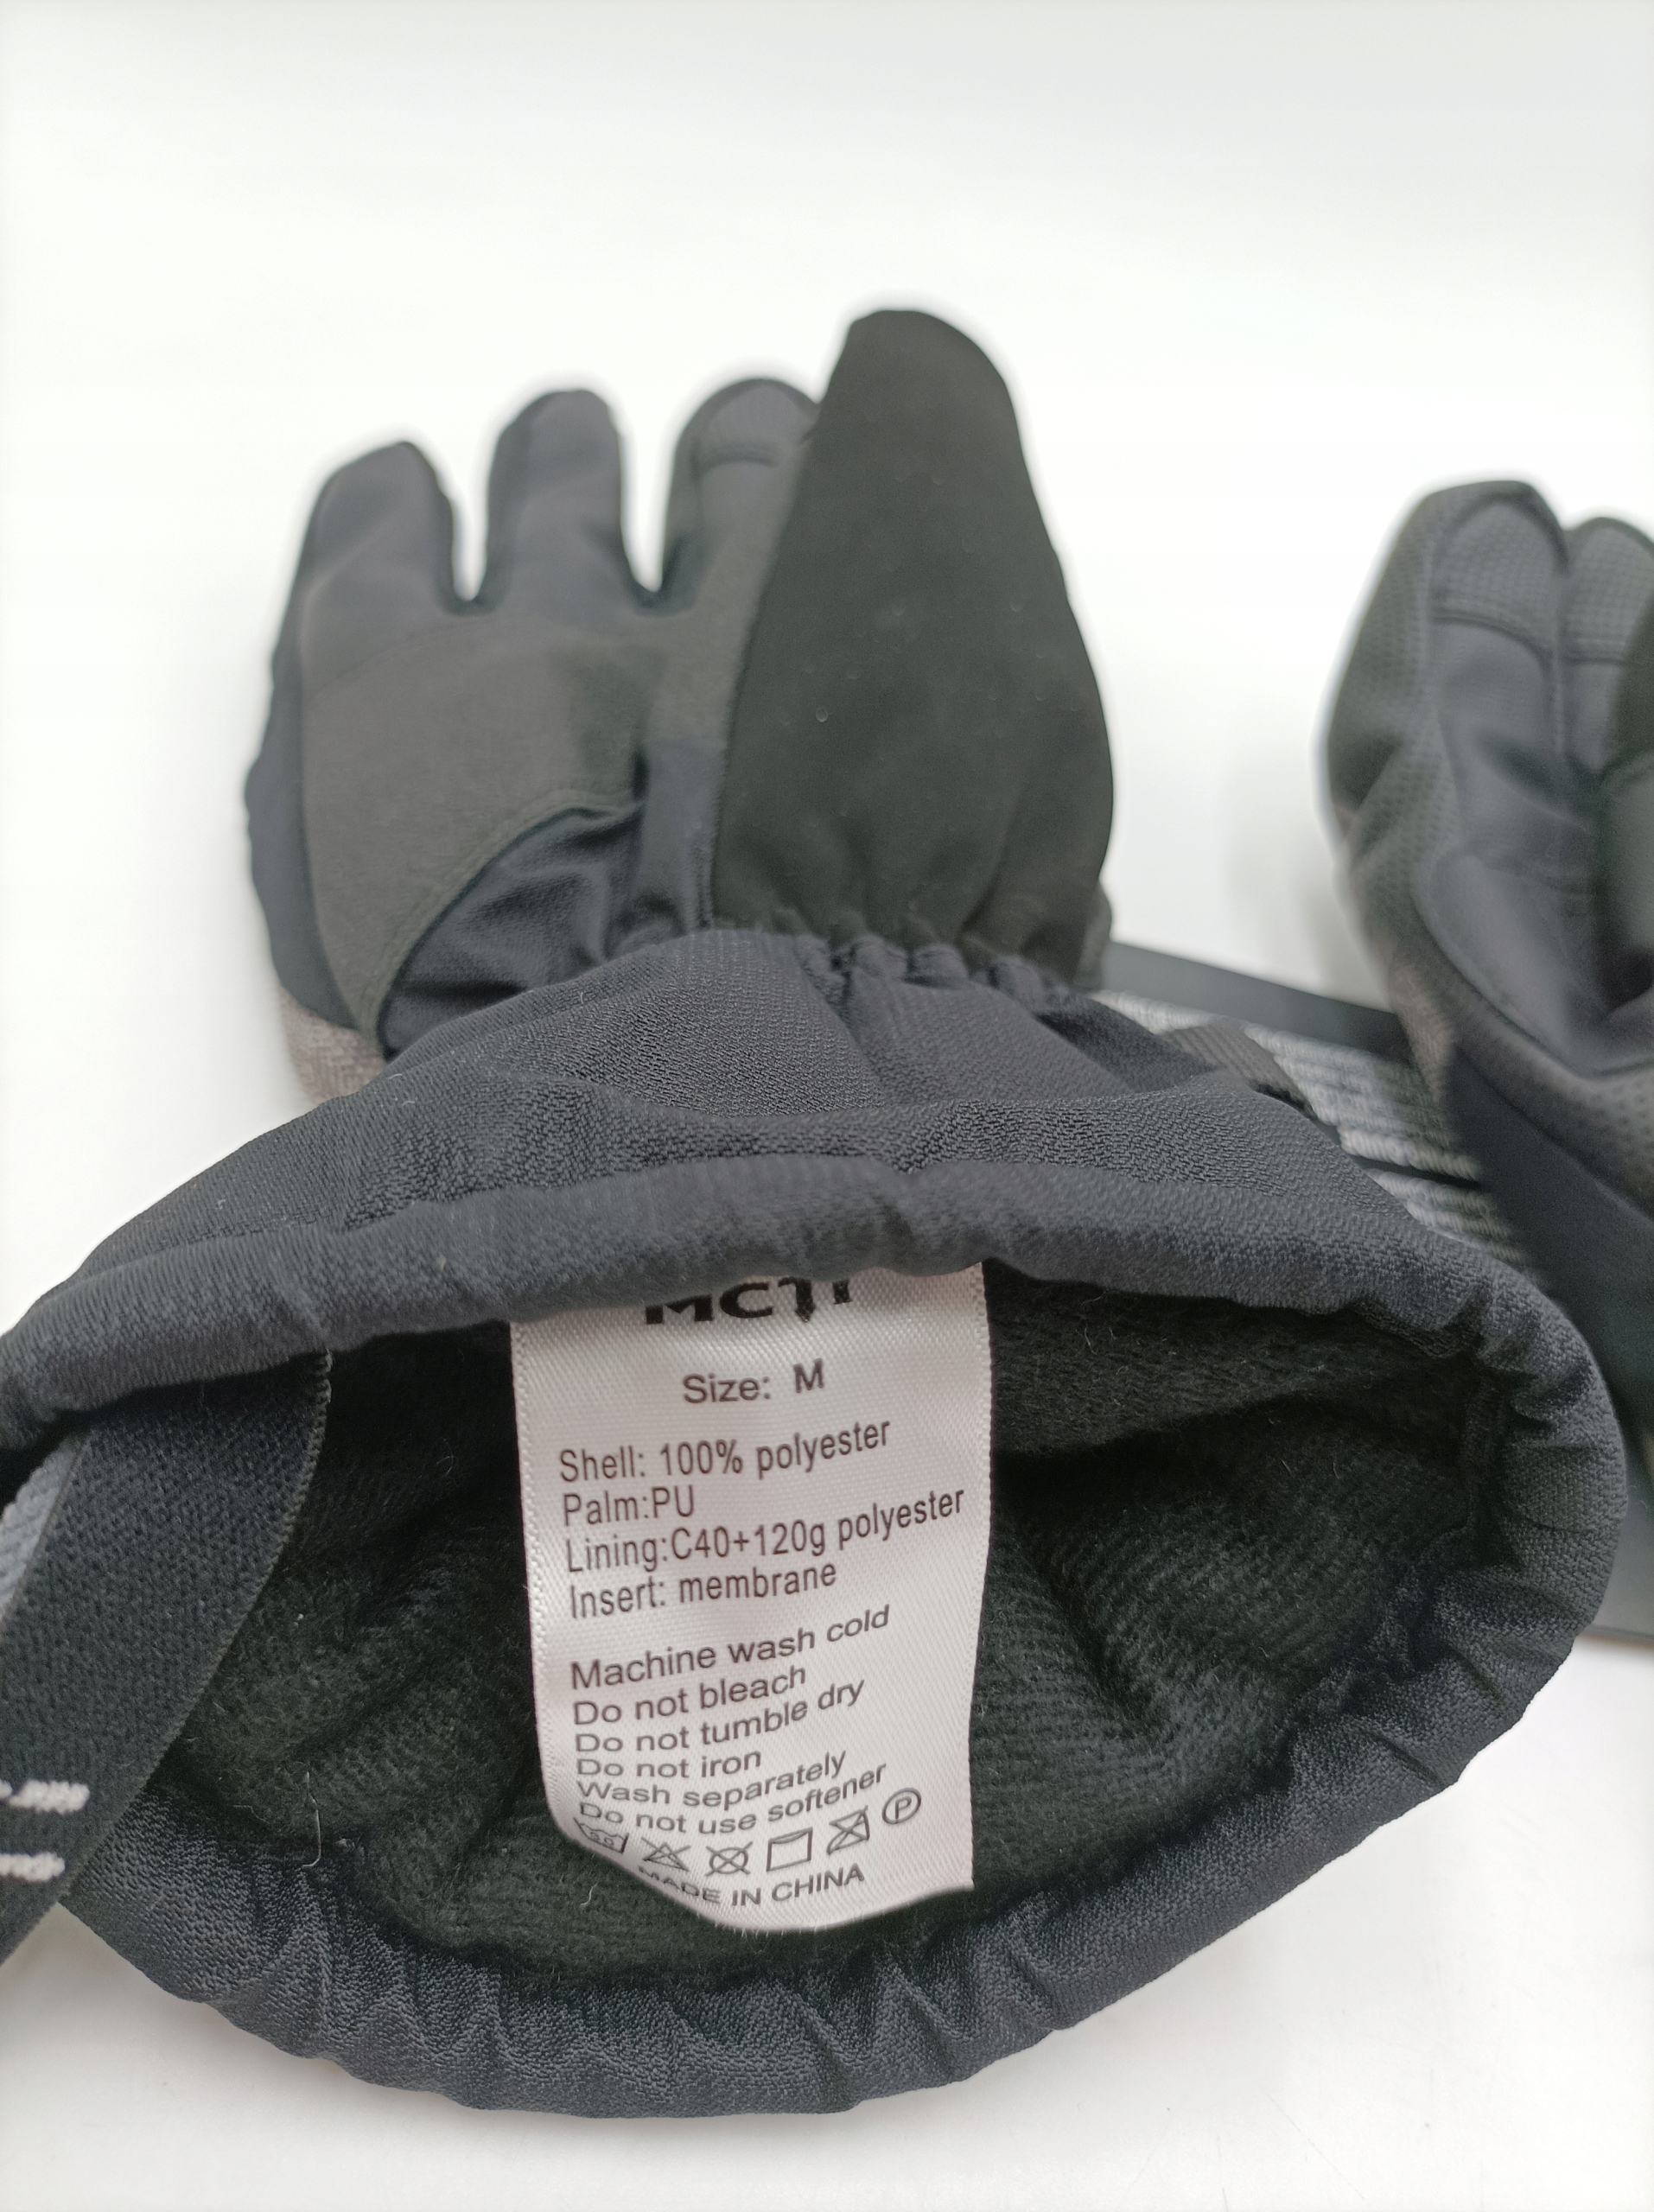 MCTI
Size: M
Shell: 100% polyester
Palm:PU
Lining:C40+120g polyester
Insert: membrane
Machine wash cold
Do not bleach
Do not tumble dry
Do not iron
Wash separately
Do not use softener
30 P
MADE IN CHINA